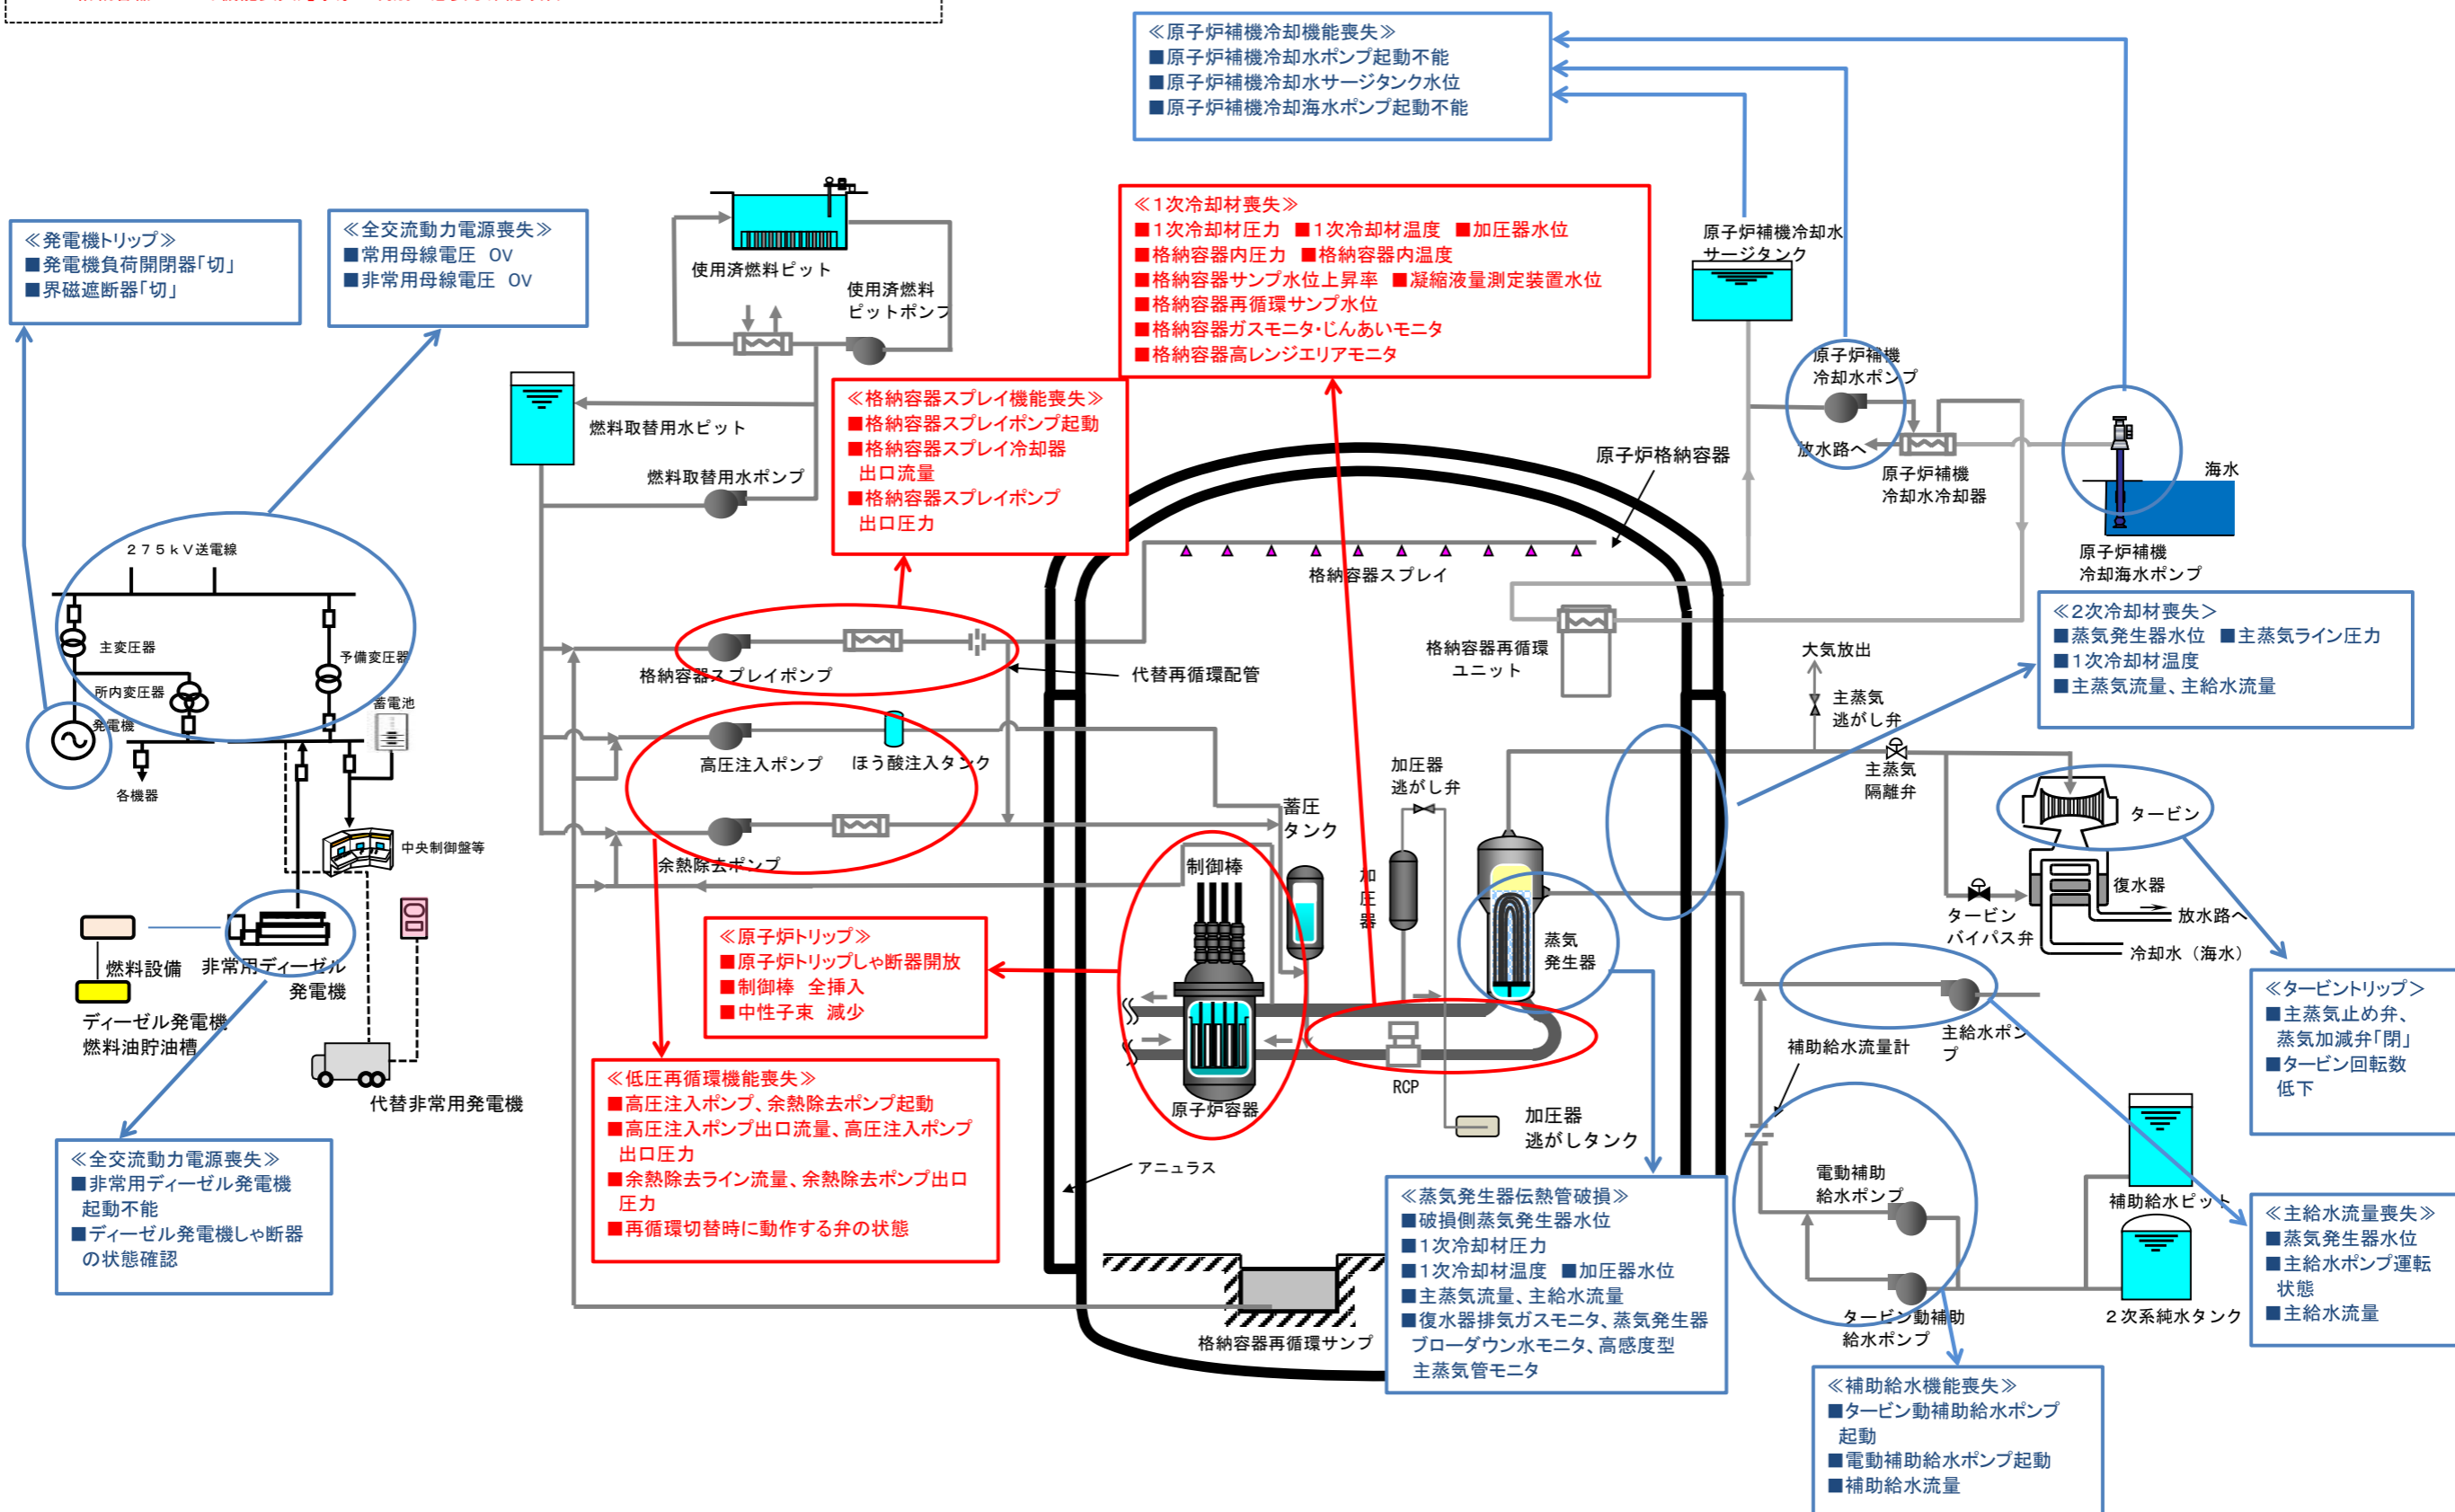 ≪原子炉補機冷却機能喪失≫
■原子炉補機冷却水ポンプ起動不能
■原子炉補機冷却水サージタンク水位
■原子炉補機冷却海水ポンプ起動不能
≪発電機トリップ≫
■発電機負荷開閉器「切」
■界磁遮断器「切」
≪全交流動力電源喪失≫
■常用母線電圧 0V
■非常用母線電圧 0V
使用済燃料ピット
使用済燃料
ピットポンプ
≪1次冷却材喪失≫
■1次冷却材圧力 ■1次冷却材温度 ■加圧器水位
■格納容器内圧力 ■格納容器内温度
■格納容器サンプ水位上昇率 ■凝縮液量測定装置水位
■格納容器再循環サンプ水位
■格納容器ガスモニタ・じんあいモニタ
■格納容器高レンジエリアモニタ
原子炉補機冷却水
サージタンク
原子炉補機
冷却水ポンプ
放水路へ
原子炉補機
冷却水冷却器
海水
原子炉補機
冷却海水ポンプ
燃料取替用水ピット
燃料取替用水ポンプ
≪格納容器スプレイ機能喪失≫
■格納容器スプレイポンプ起動
■格納容器スプレイ冷却器
出口流量
■格納容器スプレイポンプ
出口圧力
原子炉格納容器
格納容器スプレイ
275kV送電線
主変圧器
予備変圧器
所内変圧器
蓄電池
発電機
各機器
中央制御盤等
燃料設備
非常用ディーゼル
発電機
ディーゼル発電機
燃料油貯油槽
代替非常用発電機
≪全交流動力電源喪失≫
■非常用ディーゼル発電機
起動不能
■ディーゼル発電機しゃ断器
の状態確認
格納容器スプレイポンプ
代替再循環配管
格納容器再循環
ユニット
高圧注入ポンプ
ほう酸注入タンク
余熱除去ポンプ
蓄圧
タンク
加圧器
逃がし弁
制御棒
加
圧
器
蒸気
発生器
≪2次冷却材喪失＞
■蒸気発生器水位 ■主蒸気ライン圧力
■1次冷却材温度
■主蒸気流量、主給水流量
大気放出
主蒸気
逃がし弁
主蒸気
隔離弁
タービン
復水器
放水路へ
タービン
バイパス弁
冷却水（海水）
≪原子炉トリップ≫
■原子炉トリップしゃ断器開放
■制御棒 全挿入
■中性子束 減少
≪低圧再循環機能喪失≫
■高圧注入ポンプ、余熱除去ポンプ起動
■高圧注入ポンプ出口流量、高圧注入ポンプ
出口圧力
■余熱除去ライン流量、余熱除去ポンプ出口
圧力
■再循環切替時に動作する弁の状態
原子炉容器
RCP
加圧器
逃がしタンク
アニュラス
格納容器再循環サンプ
≪蒸気発生器伝熱管破損≫
■破損側蒸気発生器水位
■1次冷却材圧力
■1次冷却材温度 ■加圧器水位
■主蒸気流量、主給水流量
■復水器排気ガスモニタ、蒸気発生器
ブローダウン水モニタ、高感度型
主蒸気管モニタ
主給水ポン
プ
補助給水流量計
電動補助
給水ポンプ
タービン動補助
給水ポンプ
補助給水ピット
2次系純水タンク
≪タービントリップ＞
■主蒸気止め弁、
蒸気加減弁「閉」
■タービン回転数
低下
≪主給水流量喪失≫
■蒸気発生器水位
■主給水ポンプ運転
状態
■主給水流量
≪補助給水機能喪失≫
■タービン動補助給水ポンプ
起動
■電動補助給水ポンプ起動
■補助給水流量